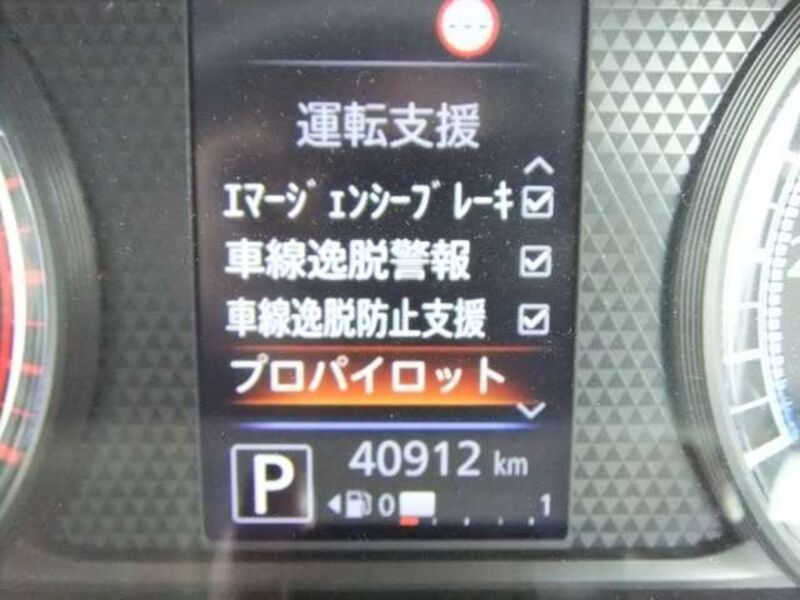 運転支援
ｴﾏｰｼﾞｪﾝｼｰﾌﾞﾚｰｷ
車線逸脱警報
車線逸脱防止支援
プロパイロット
P 40912 km
0 1